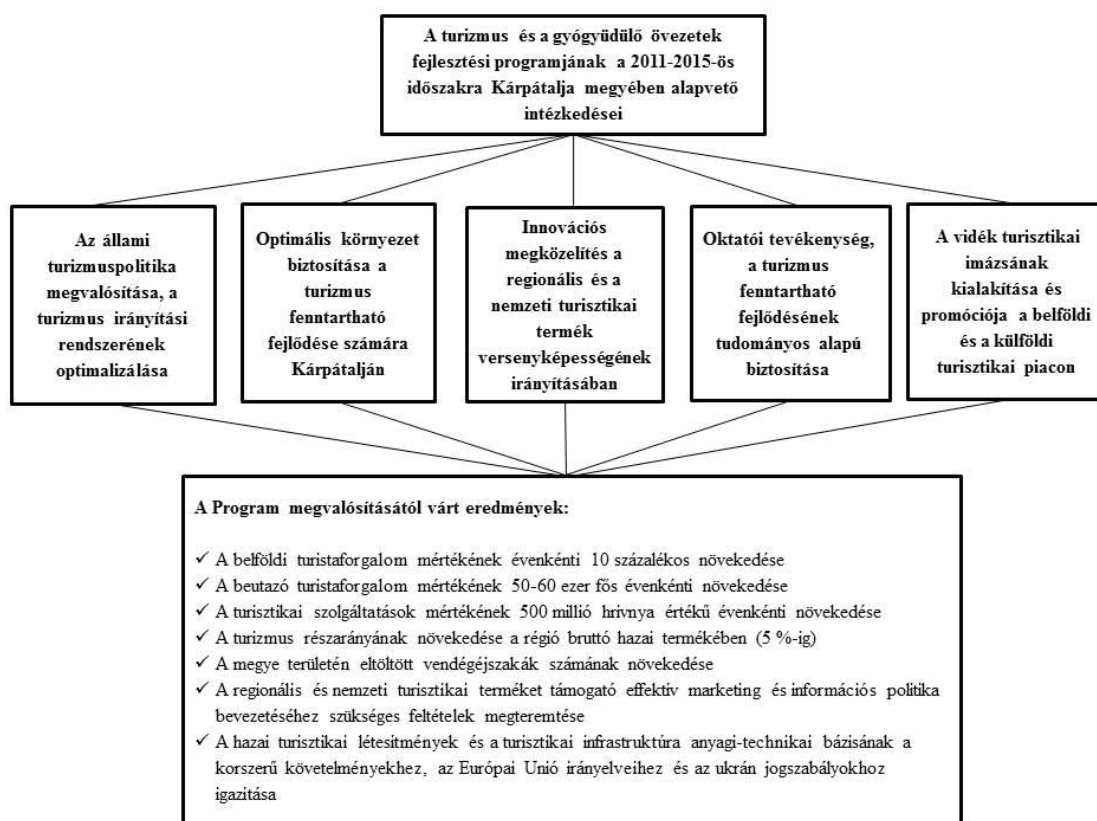 A turizmus és a gyógyüdülő övezetek
fejlesztési programjának a 2011-2015-ös
időszakra Kárpátalja megyében alapvető
intézkedései
Az állami
turizmuspolitika
megvalósítása, a
turizmus irányítási
rendszerének
optimalizálása
Optimális környezet
biztosítása a
turizmus
fenntartható
fejlődése számára
Kárpátalján
Innovációs
megközelítés a
regionális és a
nemzeti turisztikai
termék
versenyképességének
irányításában
Oktatói tevékenység,
a turizmus
fenntartható
fejlődésének
tudományos alapú
biztosítása
A vidék turisztikai
imázsának
kialakítása és
promóciója a belföldi
és a külföldi
turisztikai piacon
A Program megvalósításától várt eredmények:
✓ A belföldi turistaforgalom mértékének évenkénti 10 százalékos növekedése
✓ A beutazó turistaforgalom mértékének 50-60 ezer fős évenkénti növekedése
✓ A turisztikai szolgáltatások mértékének 500 millió hrivnya értékű évenkénti növekedése
✓ A turizmus részarányának növekedése a régió bruttó hazai termékében (5 %-ig)
✓ A megye területén eltöltött vendégéjszakák számának növekedése
✓ A regionális és nemzeti turisztikai terméket támogató effektiv marketing és információs politika
bevezetéséhez szükséges feltételek megteremtése
✓ A hazai turisztikai létesítmények és a turisztikai infrastruktúra anyagi-technikai bázisának a
korszerű követelményekhez, az Európai Unió irányelveihez és az ukrán jogszabályokhoz
igazitása